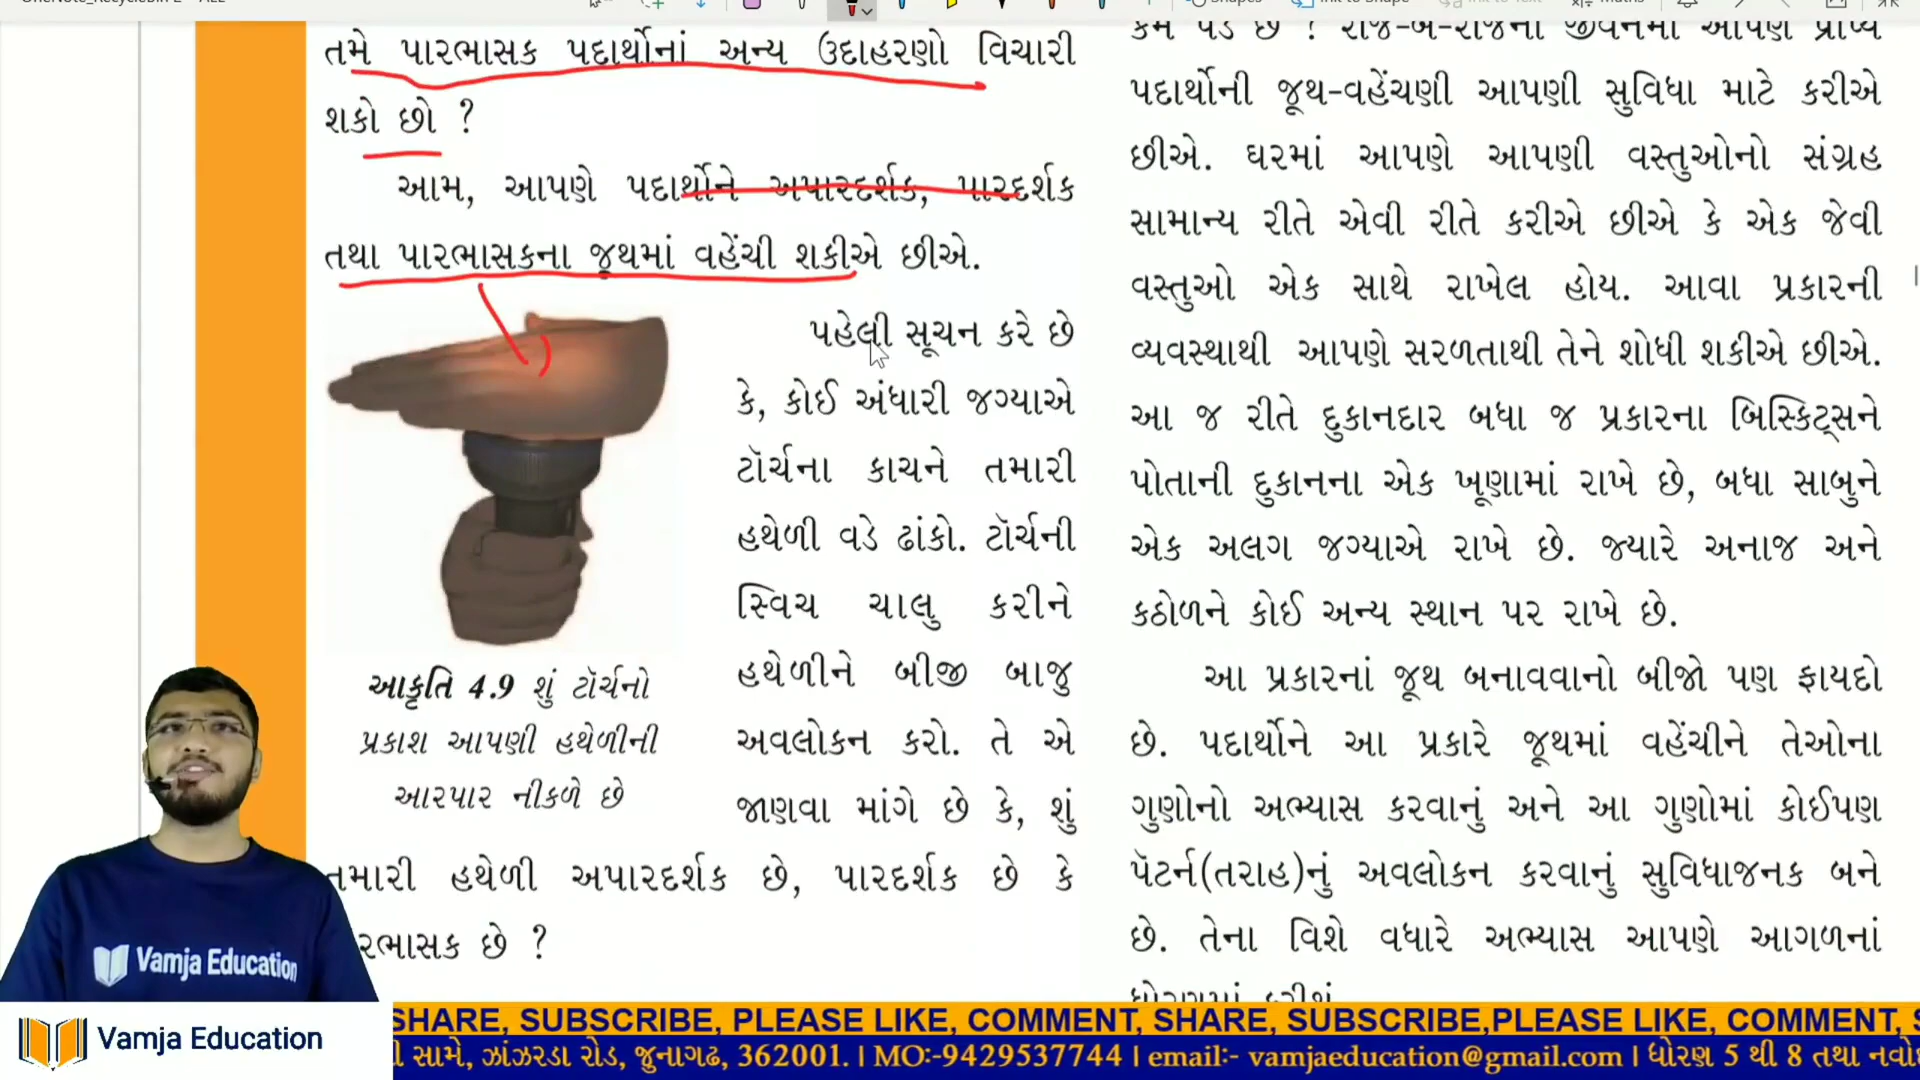 તમે પારભાસક પદાર્થોનાં અન્ય ઉદાહરણો વિચારી
શકો છો ?
આમ, આપણે પદાર્થોને અપારદર્શક, પારદર્શક
તથા પારભાસકના જૂથમાં વહેંચી શકીએ છીએ.
પહેલી સૂચન કરે છે
કે, કોઈ અંધારી જગ્યાએ
ટૉર્ચના કાચને તમારી
હથેળી વડે ઢાંકો. ટૉર્ચની
સ્વિચ ચાલુ કરીને
હથેળીને બીજી બાજુ
અવલોકન કરો. તે એ
જાણવા માંગે છે કે, શું
તમારી હથેળી અપારદર્શક છે, પારદર્શક છે કે
રભાસક છે ?
આકૃતિ 4.9 શું ટૉર્ચનો
પ્રકાશ આપણી હથેળીની
આરપાર નીકળે છે
પદાર્થોની જૂથ-વહેંચણી આપણી સુવિધા માટે કરીએ
છીએ. ઘરમાં આપણે આપણી વસ્તુઓનો સંગ્રહ
સામાન્ય રીતે એવી રીતે કરીએ છીએ કે એક જેવી
વસ્તુઓ એક સાથે રાખેલ હોય. આવા પ્રકારની
વ્યવસ્થાથી આપણે સરળતાથી તેને શોધી શકીએ છીએ.
આ જ રીતે દુકાનદાર બધા જ પ્રકારના બિસ્કિટ્સને
પોતાની દુકાનના એક ખૂણામાં રાખે છે, બધા સાબુને
એક અલગ જગ્યાએ રાખે છે. જ્યારે અનાજ અને
કઠોળને કોઈ અન્ય સ્થાન પર રાખે છે.
આ પ્રકારનાં જૂથ બનાવવાનો બીજો પણ ફાયદો
છે. પદાર્થોને આ પ્રકારે જૂથમાં વહેંચીને તેઓના
ગુણોનો અભ્યાસ કરવાનું અને આ ગુણોમાં કોઈપણ
પૅટર્ન(તરાહ)નું અવલોકન કરવાનું સુવિધાજનક બને
છે. તેના વિશે વધારે અભ્યાસ આપણે આગળનાં
Vamja Education
Vamja Education
SHARE, SUBSCRIBE, PLEASE LIKE, COMMENT, SHARE, SUBSCRIBE,PLEASE LIKE, COMMENT, S
ી સામે, ઝાંઝરડા રોડ, જુનાગઢ, 362001. | MO:-9429537744 | email:- vamjaeducation@gmail.com | ધોરણ 5 થી 8 તથા નવો